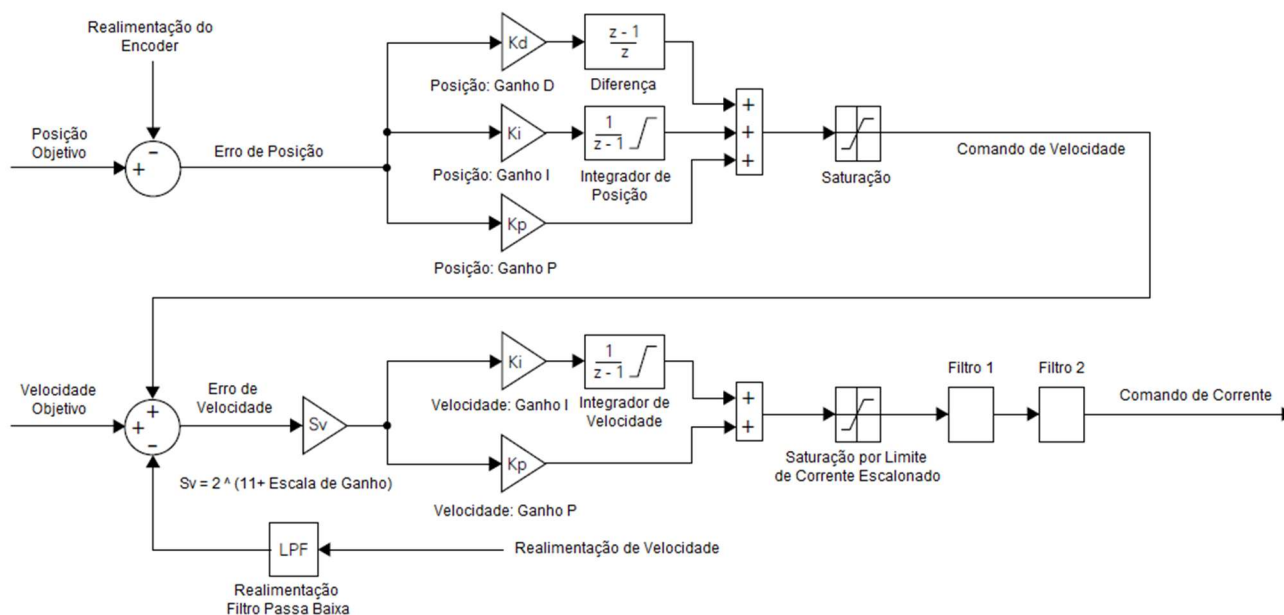 Realimentação do
Encoder
Posição
Objetivo
−
+
Erro de Posição
Kd
Posição: Ganho D
z - 1
z
Diferença
Ki
Posição: Ganho I
1
z - 1
Integrador de
Posição
Kp
Posição: Ganho P
+
+
+
Saturação
Comando de Velocidade
Velocidade
Objetivo
+
+
−
Erro de
Velocidade
Sv
Sv = 2 ^ (11+ Escala de Ganho)
Ki
Velocidade: Ganho I
1
z - 1
Integrador de
Velocidade
Kp
Velocidade: Ganho P
+
+
Saturação por Limite
de Corrente Escalonado
Filtro 1
Filtro 2
Comando de Corrente
LPF
Realimentação de Velocidade
Realimentação
Filtro Passa Baixa